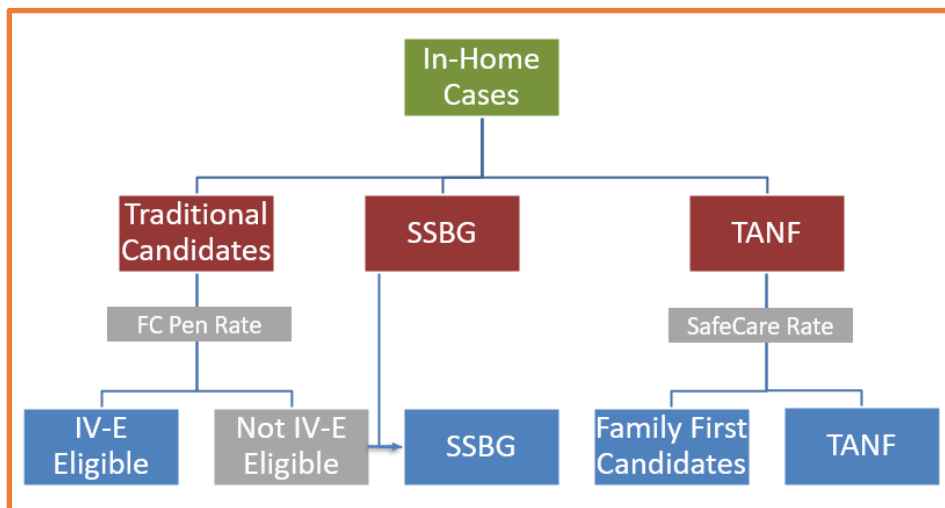 In-Home
Cases
Traditional
Candidates
SSBG
TANF
FC Pen Rate
SafeCare Rate
IV-E
Eligible
Not IV-E
Eligible
SSBG
Family First
Candidates
TANF